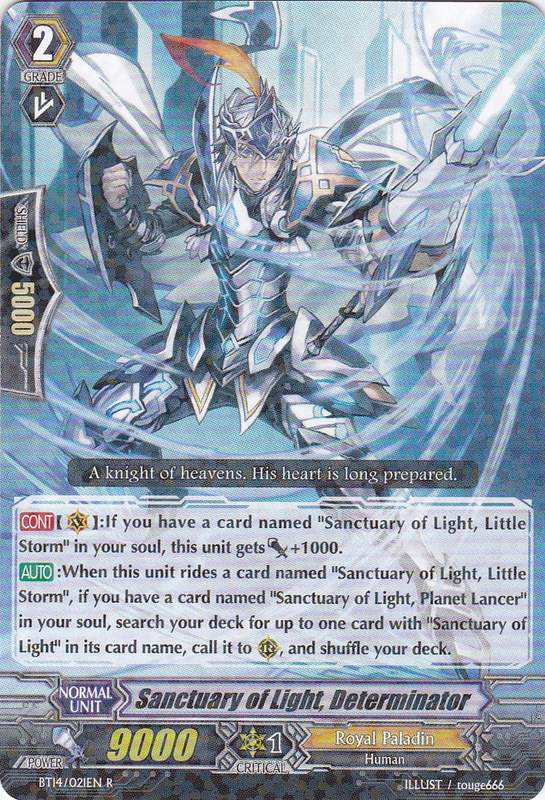 2
GRADE
SHIELD
5000
A knight of heavens. His heart is long prepared.
CONT【 V 】:If you have a card named "Sanctuary of Light, Little
Storm" in your soul, this unit gets +1000.
AUTO:When this unit rides a card named "Sanctuary of Light, Little
Storm", if you have a card named "Sanctuary of Light, Planet Lancer"
in your soul, search your deck for up to one card with "Sanctuary of
Light" in its card name, call it to R, and shuffle your deck.
NORMAL
UNIT
Sanctuary of Light, Determinator
POWER
9000
1
CRITICAL
Royal Paladin
Human
BT14/021EN R
ILLUST / rouge666